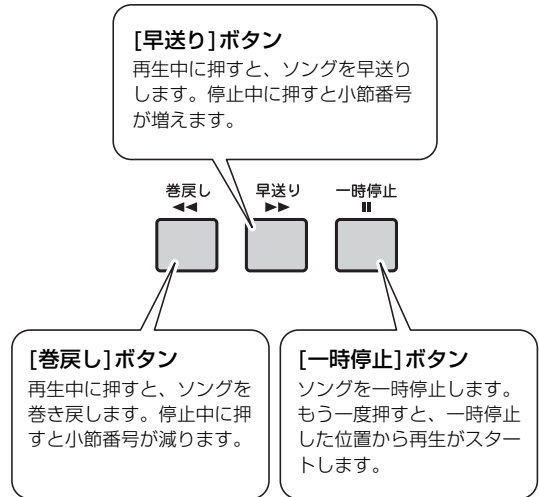 [早送り]ボタン
再生中に押すと、ソングを早送り
します。停止中に押すと小節番号
が増えます。
巻戻し
早送り
一時停止
[巻戻し]ボタン
再生中に押すと、ソングを
巻き戻します。停止中に押
すと小節番号が減ります。
[一時停止]ボタン
ソングを一時停止します。
もう一度押すと、一時停止
した位置から再生がスター
トします。